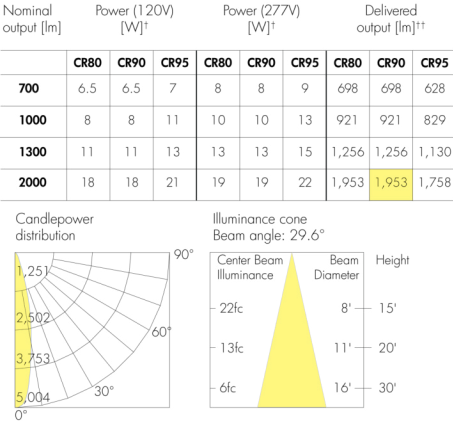 Nominal output [lm] Power (120V) [W]† Power (277V) [W]† Delivered output [lm]††
CR80 CR90 CR95 CR80 CR90 CR95 CR80 CR90 CR95
700 6.5 6.5 7 8 8 9 698 698 628
1000 8 8 11 10 10 13 921 921 829
1300 11 11 13 13 13 15 1,256 1,256 1,130
2000 18 18 21 19 19 22 1,953 1,953 1,758
Candlepower
distribution
90°
1,251
2,502
60°
3,753
30°
5,004
0°
Illuminance cone
Beam angle: 29.6°
Center Beam Illuminance Beam Diameter Height
22fc 8' 15'
13fc 11' 20'
6fc 16' 30'